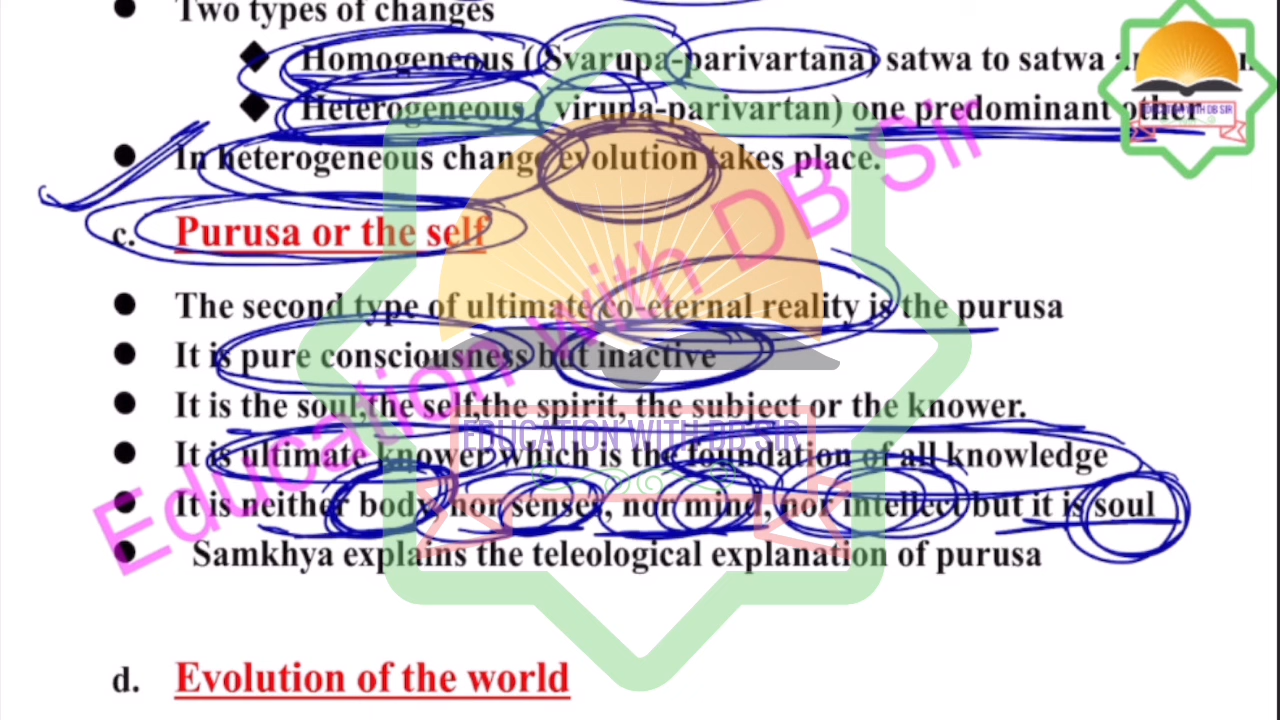 ● Two types of changes
◆ Homogeneous ( Svarupa-parivartana) satwa to satwa
◆ Heterogeneous ( virupa-parivartan) one predominant other
● In heterogeneous change evolution takes place.
c. Purusa or the self
● The second type of ultimate co-eternal reality is the purusa
● It is pure consciousness but inactive
● It is the soul,the self,the spirit, the subject or the knower.
● It is ultimate knower which is the foundation of all knowledge
● It is neither body, nor senses, nor mind, nor intellect but it is soul
● Samkhya explains the teleological explanation of purusa
d. Evolution of the world
Education with DB Sir
EDUCATION WITH DB SIR
EDUCATION WITH DB SIR